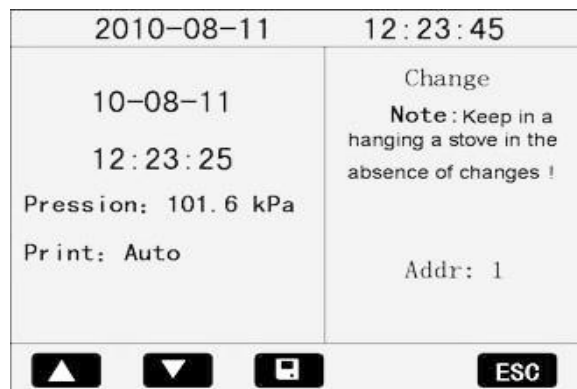 2010-08-11 12:23:45
10-08-11
12:23:25
Pression: 101.6 kPa
Print: Auto
Change
Note: Keep in a
hanging a stove in the
absence of changes !
Addr: 1
ESC